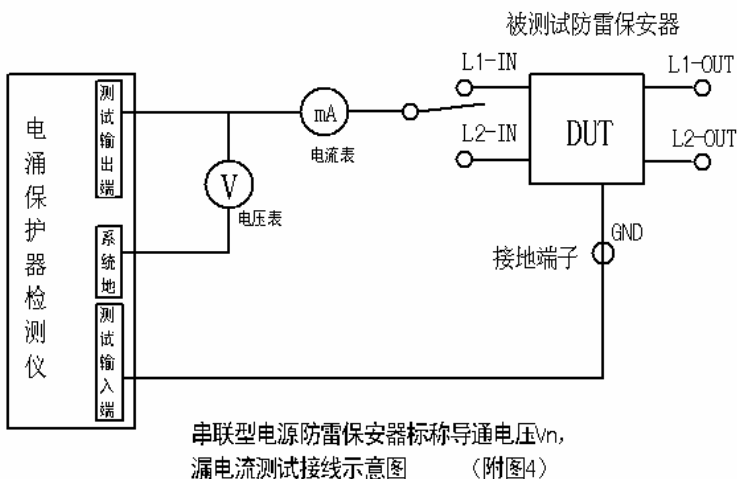 被测试防雷保安器
L1-IN
L1-OUT
L2-IN
L2-OUT
DUT
GND
接地端子
mA
电流表
V
电压表
电涌保护器检测仪
测试输出端
系统地
测试输入端
串联型电源防雷保安器标称导通电压Vn,
漏电流测试接线示意图 (附图4)